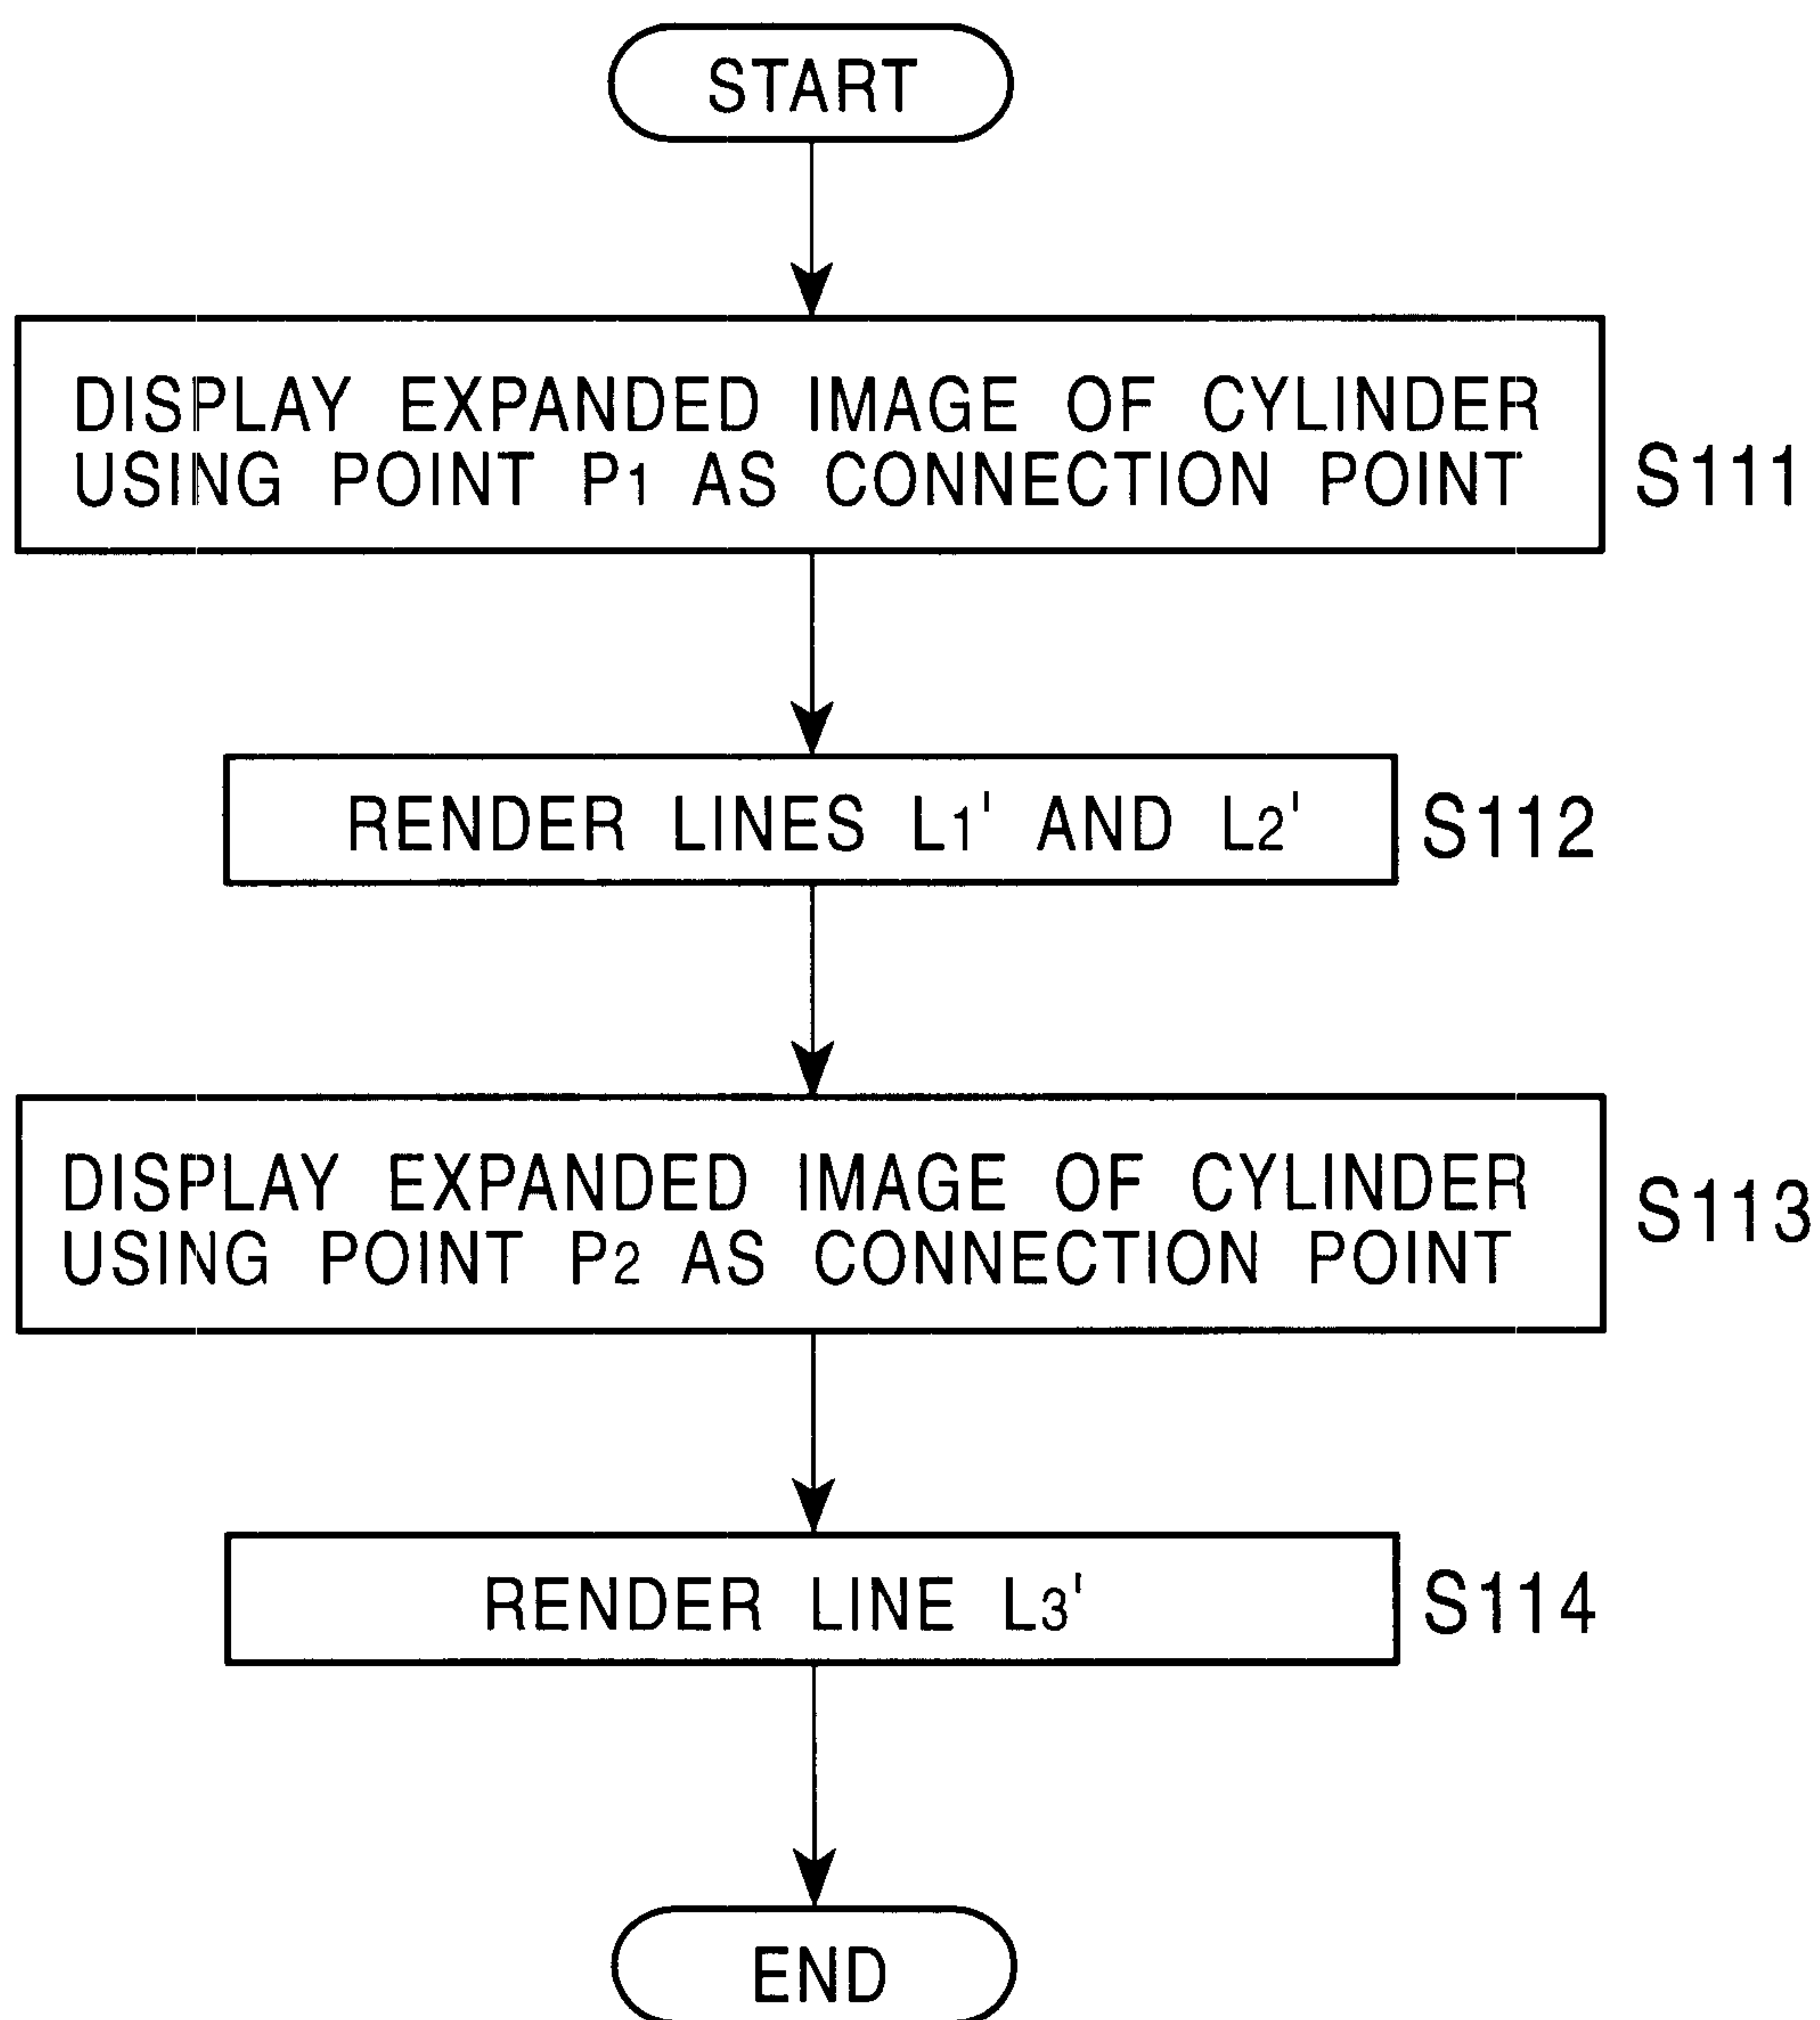 START
DISPLAY EXPANDED IMAGE OF CYLINDER
USING POINT P1 AS CONNECTION POINT
S111
RENDER LINES L1' AND L2'
S112
DISPLAY EXPANDED IMAGE OF CYLINDER
USING POINT P2 AS CONNECTION POINT
S113
RENDER LINE L3'
S114
END